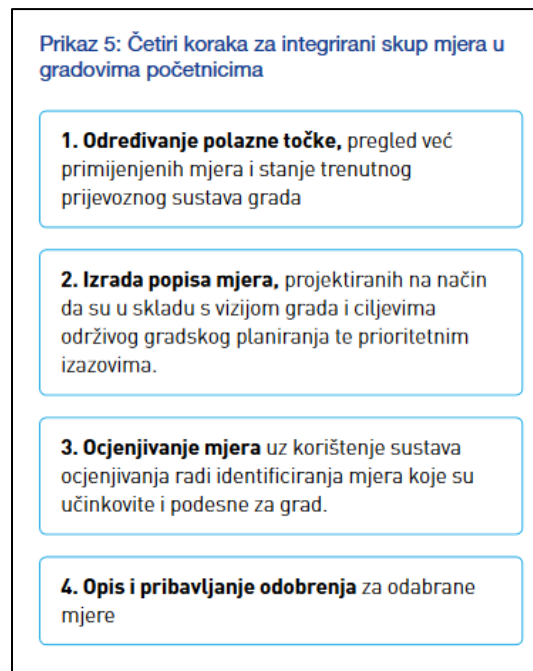 Prikaz 5: Četiri koraka za integrirani skup mjera u
gradovima početnicima
1. Određivanje polazne točke, pregled već
primijenjenih mjera i stanje trenutnog
prijevoznog sustava grada
2. Izrada popisa mjera, projektiranih na način
da su u skladu s vizijom grada i ciljevima
održivog gradskog planiranja te prioritetnim
izazovima.
3. Ocjenjivanje mjera uz korištenje sustava
ocjenjivanja radi identificiranja mjera koje su
učinkovite i podesne za grad.
4. Opis i pribavljanje odobrenja za odabrane
mjere